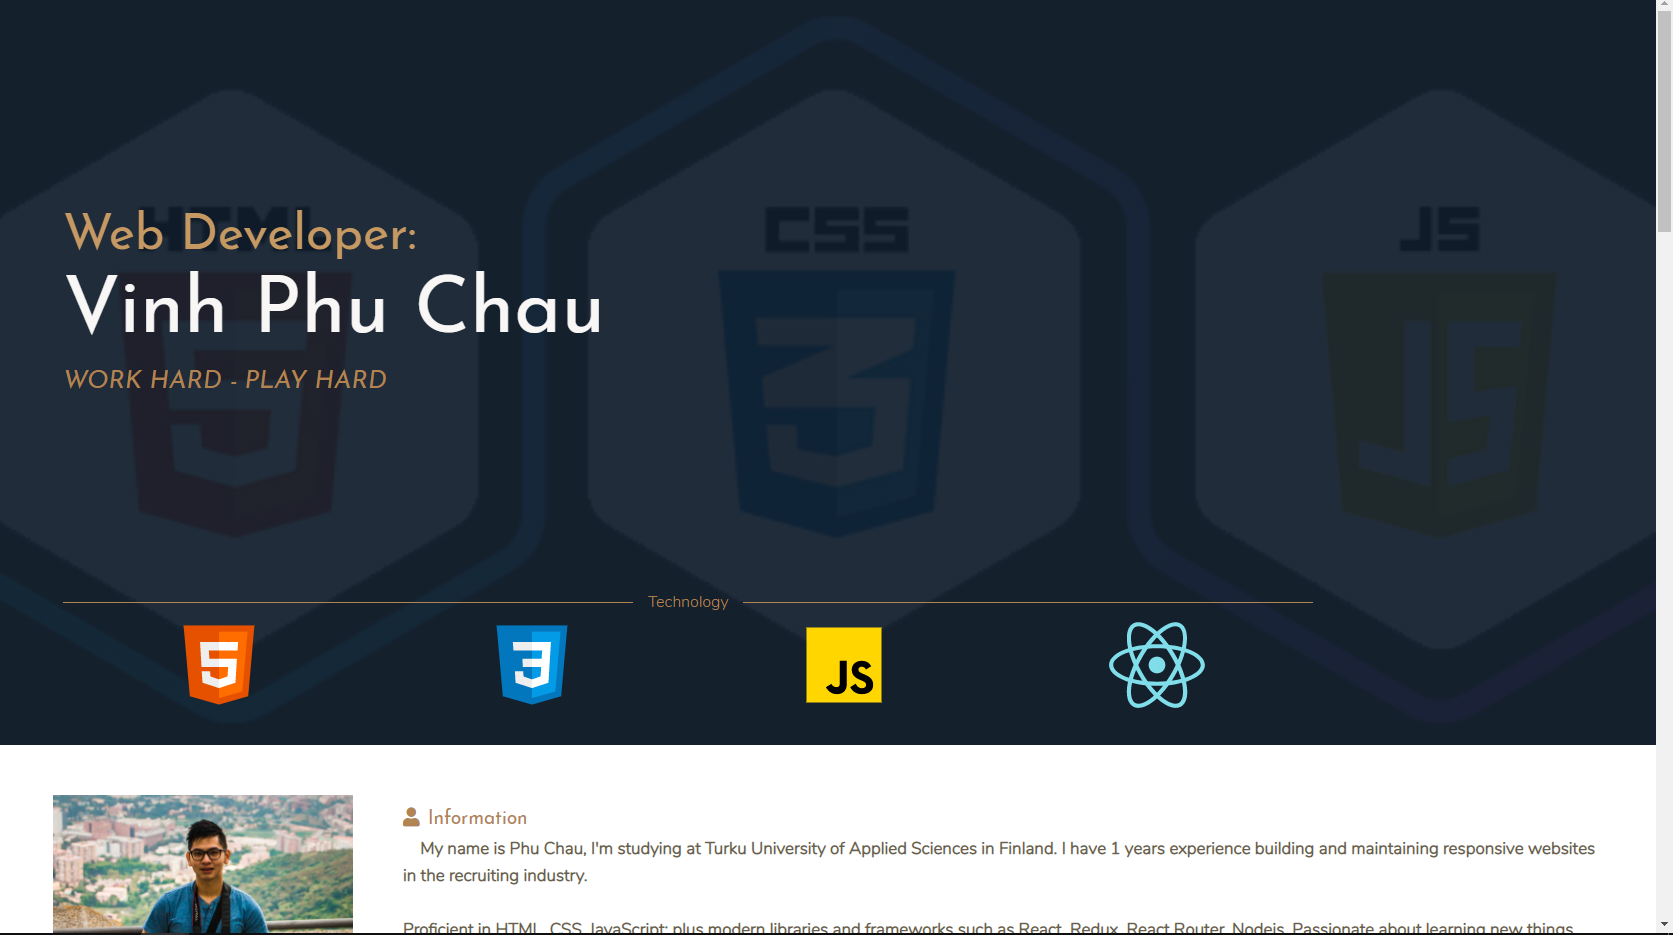 HTML
CSS
JS
Web Developer:
Vinh Phu Chau
WORK HARD - PLAY HARD
Technology
JS
Information
My name is Phu Chau, I'm studying at Turku University of Applied Sciences in Finland. I have 1 years experience building and maintaining responsive websites
in the recruiting industry.
Proficient in HTML, CSS, JavaScript; plus modern libraries and frameworks such as React, Redux, React Router, Nodejs. Passionate about learning new things